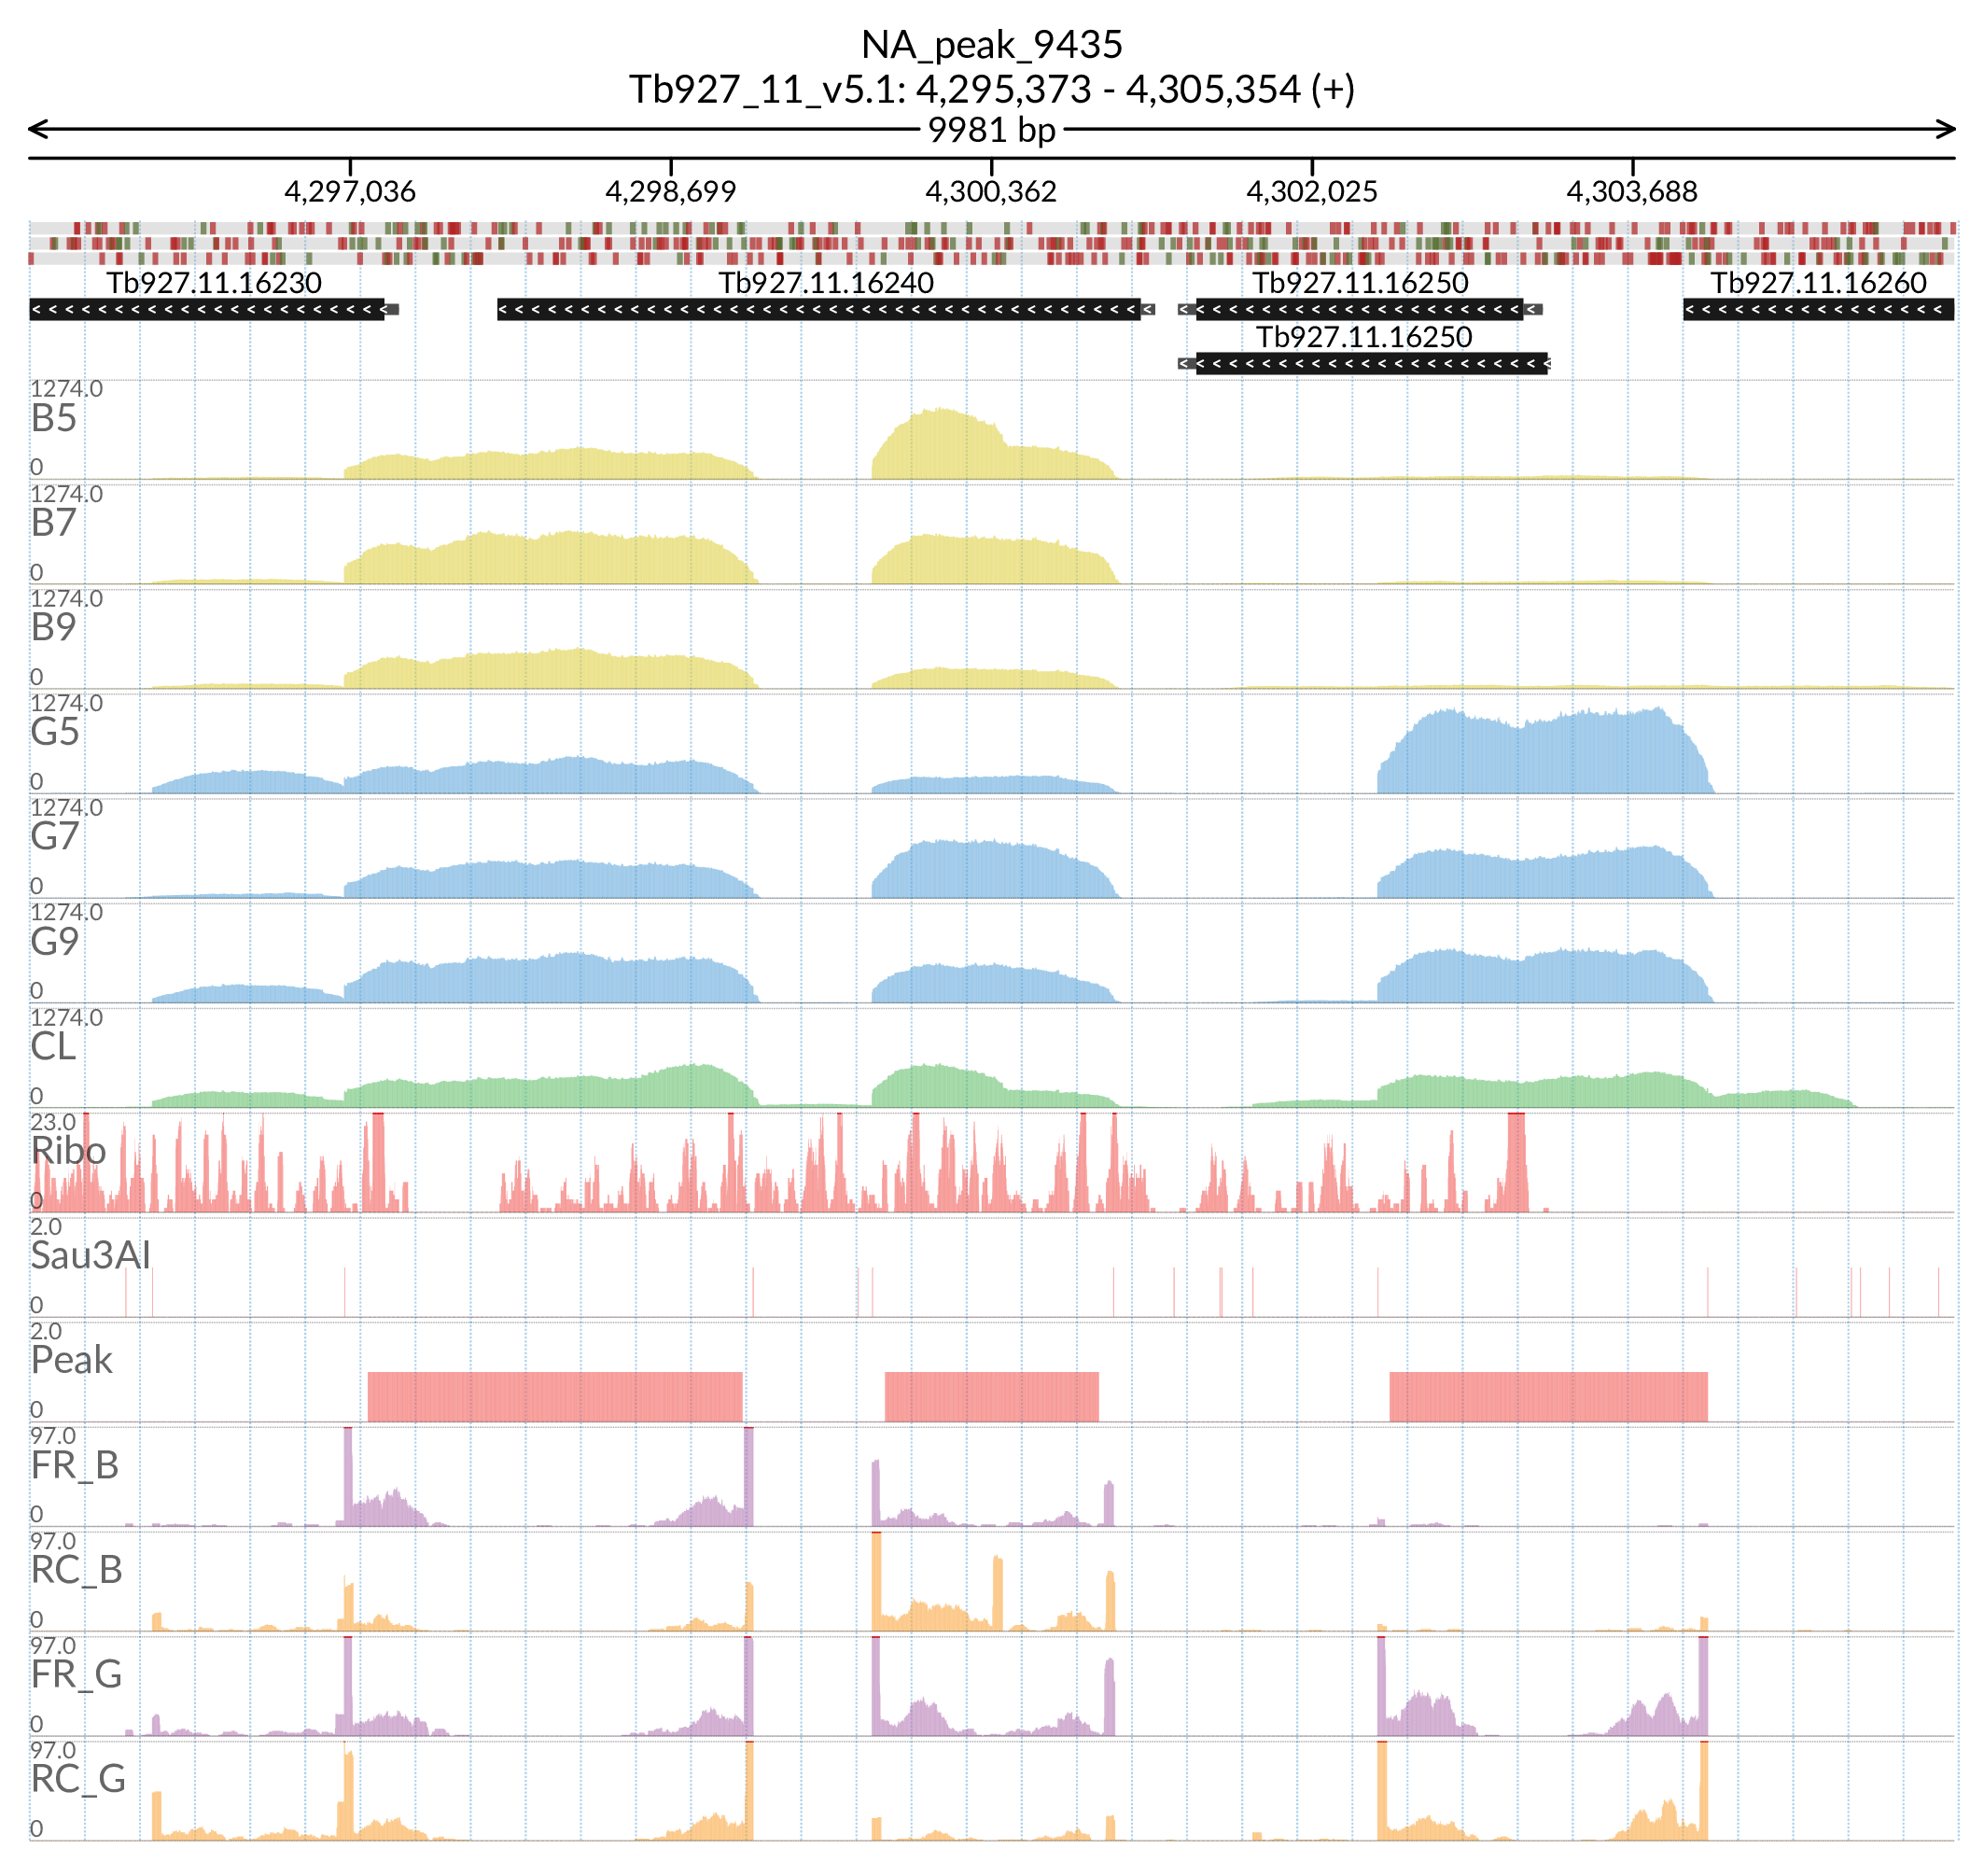 NA_peak_9435
Tb927_11_v5.1: 4,295,373 - 4,305,354 (+)
9981 bp
4,297,036 4,298,699 4,300,362 4,302,025 4,303,688
Tb927.11.16230 Tb927.11.16240 Tb927.11.16250 Tb927.11.16260
Tb927.11.16250
1274.0
B5
0
1274.0
B7
0
1274.0
B9
0
1274.0
G5
0
1274.0
G7
0
1274.0
G9
0
1274.0
CL
0
23.0
Ribo
0
2.0
Sau3AI
0
2.0
Peak
0
97.0
FR_B
0
97.0
RC_B
0
97.0
FR_G
0
97.0
RC_G
0